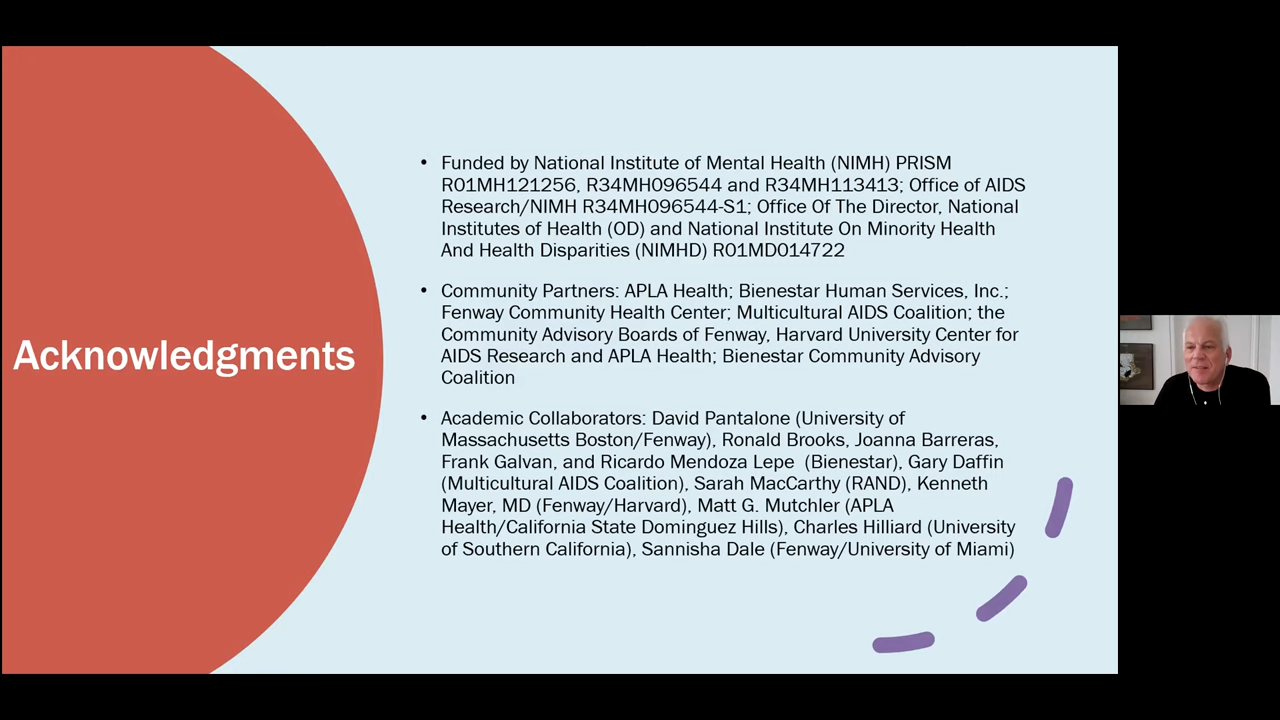 Acknowledgments
• Funded by National Institute of Mental Health (NIMH) PRISM
R01MH121256, R34MH096544 and R34MH113413; Office of AIDS
Research/NIMH R34MH096544-S1; Office Of The Director, National
Institutes of Health (OD) and National Institute On Minority Health
And Health Disparities (NIMHD) R01MD014722
• Community Partners: APLA Health; Bienestar Human Services, Inc.;
Fenway Community Health Center; Multicultural AIDS Coalition; the
Community Advisory Boards of Fenway, Harvard University Center for
AIDS Research and APLA Health; Bienestar Community Advisory
Coalition
• Academic Collaborators: David Pantalone (University of
Massachusetts Boston/Fenway), Ronald Brooks, Joanna Barreras,
Frank Galvan, and Ricardo Mendoza Lepe (Bienestar), Gary Daffin
(Multicultural AIDS Coalition), Sarah MacCarthy (RAND), Kenneth
Mayer, MD (Fenway/Harvard), Matt G. Mutchler (APLA
Health/California State Dominguez Hills), Charles Hilliard (University
of Southern California), Sannisha Dale (Fenway/University of Miami)